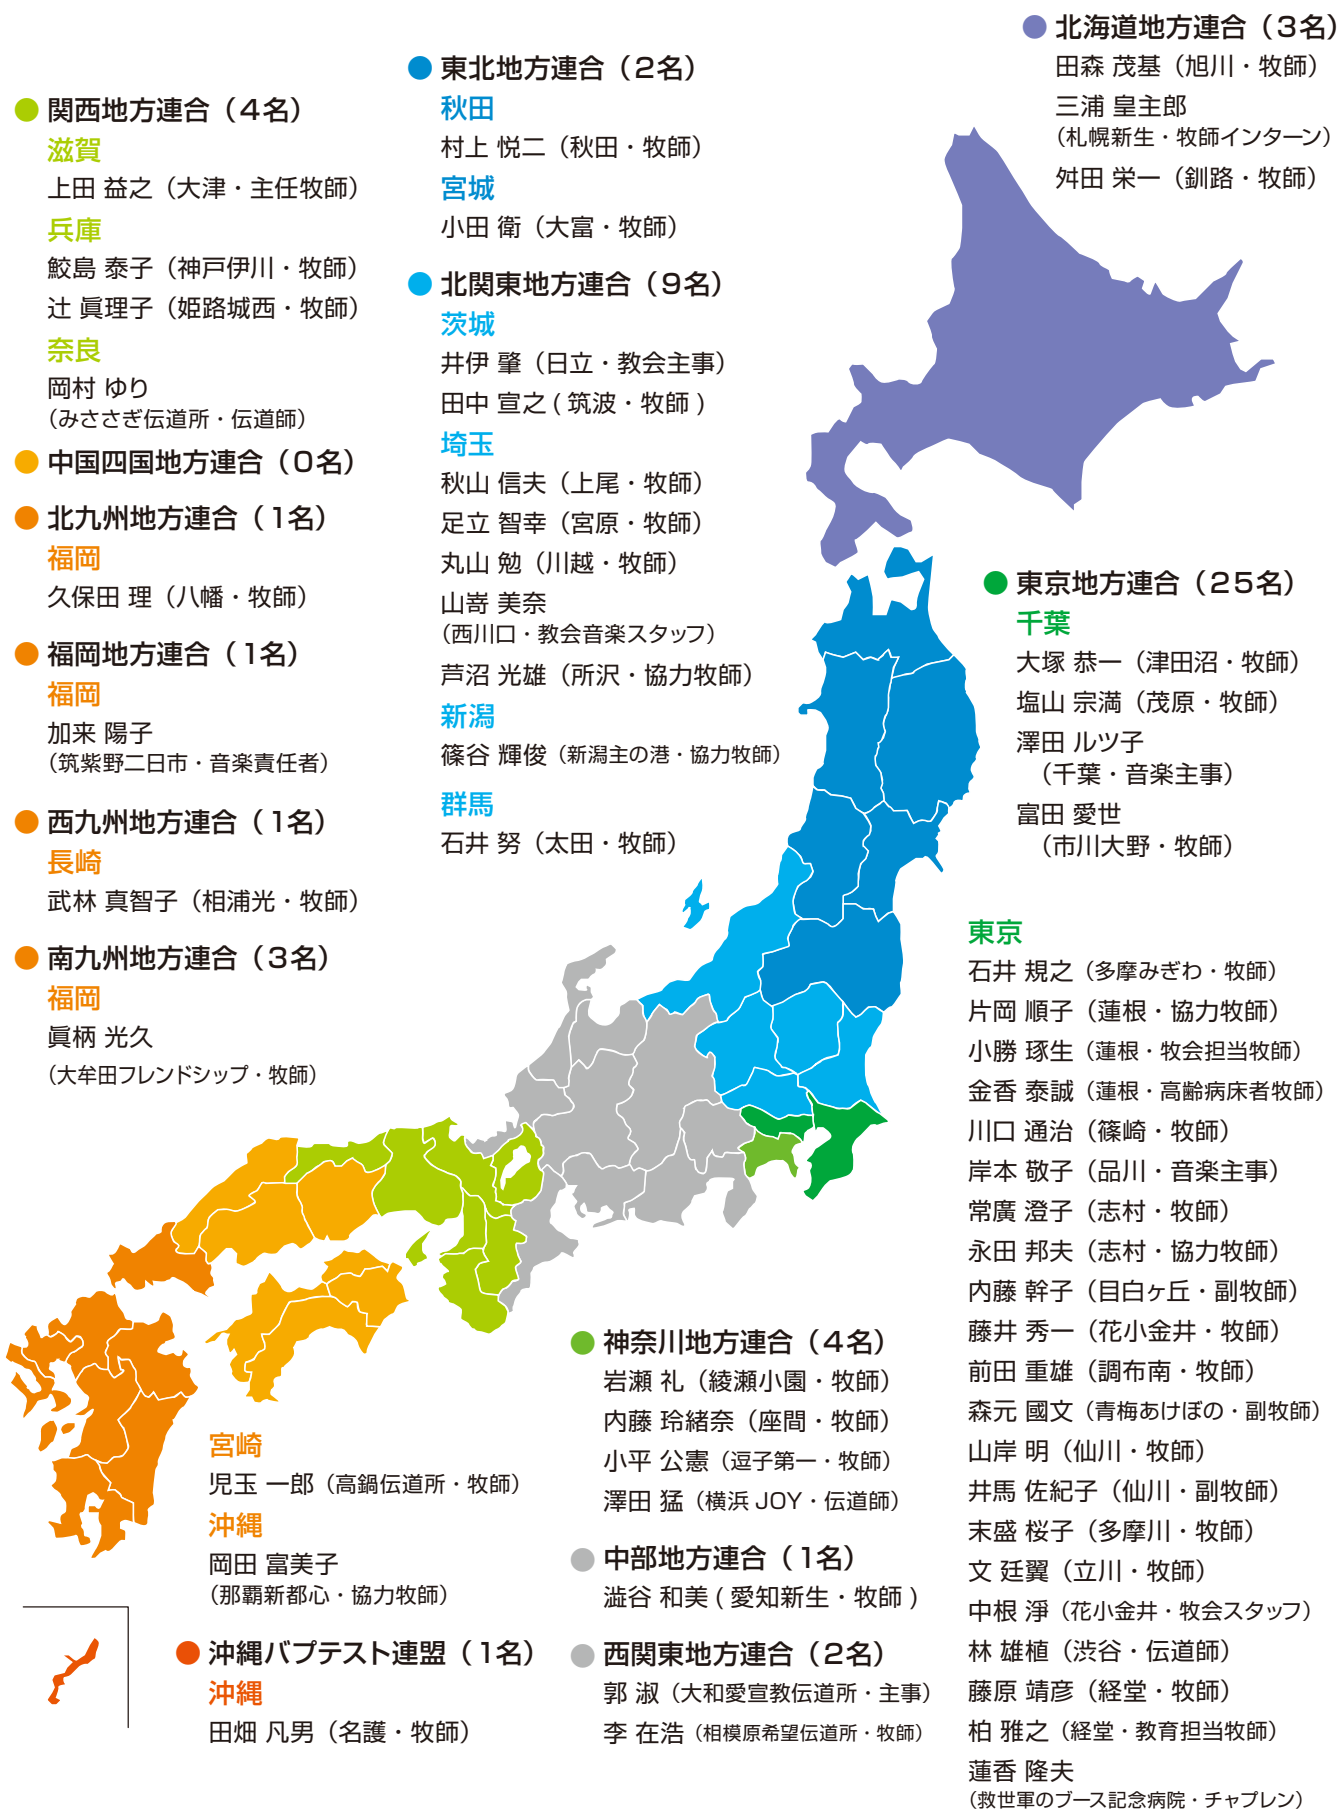 関西地方連合（4名）
滋賀
上田 益之（大津・主任牧師）
兵庫
鮫島 泰子（神戸伊川・牧師）
辻 眞理子（姫路城西・牧師）
奈良
岡村 ゆり
（みささぎ伝道所・伝道師）
中国四国地方連合（0名）
北九州地方連合（1名）
福岡
久保田 理（八幡・牧師）
福岡地方連合（1名）
福岡
加来 陽子
（筑紫野二日市・音楽責任者）
西九州地方連合（1名）
長崎
武林 真智子（相浦光・牧師）
南九州地方連合（3名）
福岡
眞柄 光久
（大牟田フレンドシップ・牧師）
宮崎
児玉 一郎（高鍋伝道所・牧師）
沖縄
岡田 富美子
（那覇新都心・協力牧師）
沖縄バプテスト連盟（1名）
沖縄
田畑 凡男（名護・牧師）
東北地方連合（2名）
秋田
村上 悦二（秋田・牧師）
宮城
小田 衛（大富・牧師）
北関東地方連合（9名）
茨城
井伊 肇（日立・教会主事）
田中 宣之（筑波・牧師）
埼玉
秋山 信夫（上尾・牧師）
足立 智幸（宮原・牧師）
丸山 勉（川越・牧師）
山嵜 美奈
（西川口・教会音楽スタッフ）
芦沼 光雄（所沢・協力牧師）
新潟
篠谷 輝俊（新潟主の港・協力牧師）
群馬
石井 努（太田・牧師）
神奈川地方連合（4名）
岩瀬 礼（綾瀬小園・牧師）
内藤 玲緒奈（座間・牧師）
小平 公憲（逗子第一・牧師）
澤田 猛（横浜 JOY・伝道師）
中部地方連合（1名）
澁谷 和美（愛知新生・牧師）
西関東地方連合（2名）
郭 淑（大和愛宣教伝道所・主事）
李 在浩（相模原希望伝道所・牧師）
北海道地方連合（3名）
田森 茂基（旭川・牧師）
三浦 皇主郎
（札幌新生・牧師インターン）
舛田 栄一（釧路・牧師）
東京地方連合（25名）
千葉
大塚 恭一（津田沼・牧師）
塩山 宗満（茂原・牧師）
澤田 ルツ子
（千葉・音楽主事）
富田 愛世
（市川大野・牧師）
東京
石井 規之（多摩みぎわ・牧師）
片岡 順子（蓮根・協力牧師）
小勝 琢生（蓮根・牧会担当牧師）
金香 泰誠（蓮根・高齢病床者牧師）
川口 通治（篠崎・牧師）
岸本 敬子（品川・音楽主事）
常廣 澄子（志村・牧師）
永田 邦夫（志村・協力牧師）
内藤 幹子（目白ヶ丘・副牧師）
藤井 秀一（花小金井・牧師）
前田 重雄（調布南・牧師）
森元 國文（青梅あけぼの・副牧師）
山岸 明（仙川・牧師）
井馬 佐紀子（仙川・副牧師）
末盛 桜子（多摩川・牧師）
文 廷翼（立川・牧師）
中根 淨（花小金井・牧会スタッフ）
林 雄植（渋谷・伝道師）
藤原 靖彦（経堂・牧師）
柏 雅之（経堂・教育担当牧師）
蓮香 隆夫
（救世軍のブース記念病院・チャプレン）